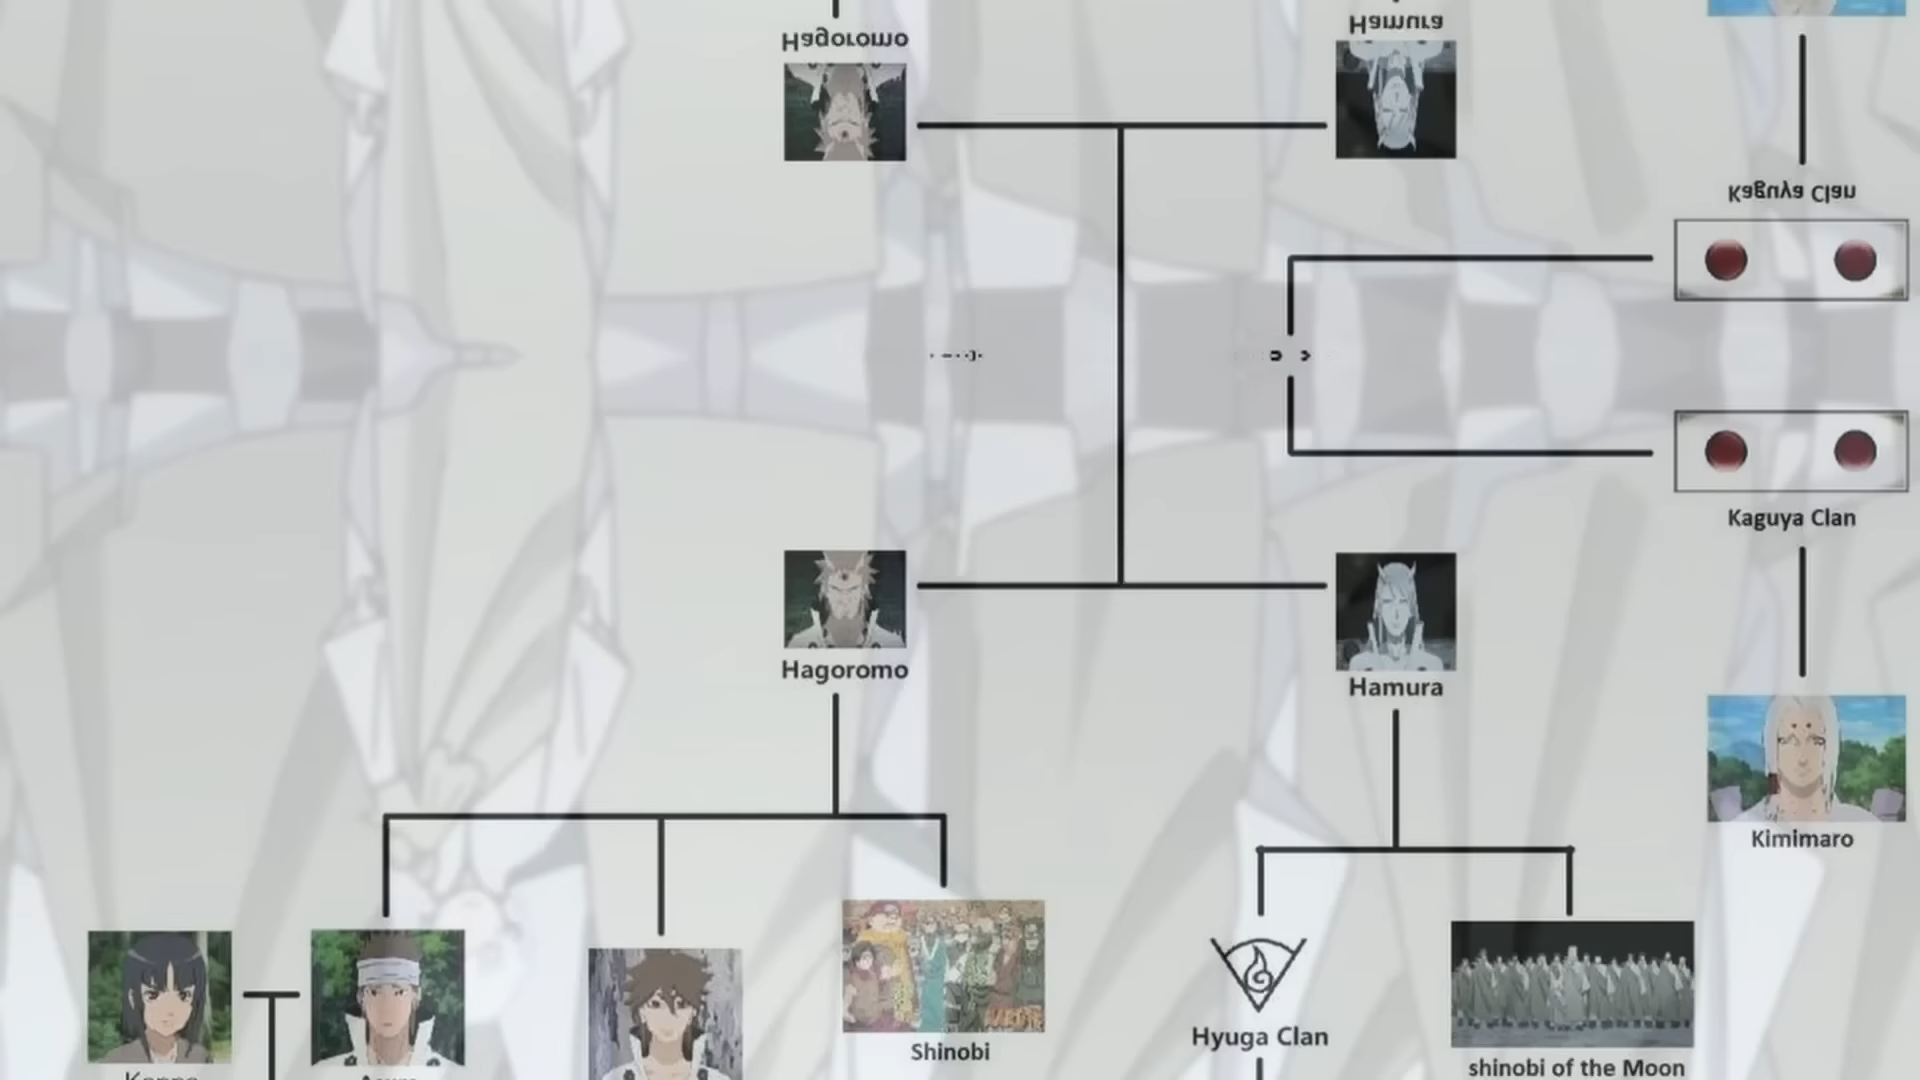 Hamura
Hagoromo
Kaguya Clan
Kaguya Clan
Hagoromo
Hamura
Kimimaro
Hyuga Clan
Shinobi
shinobi of the Moon